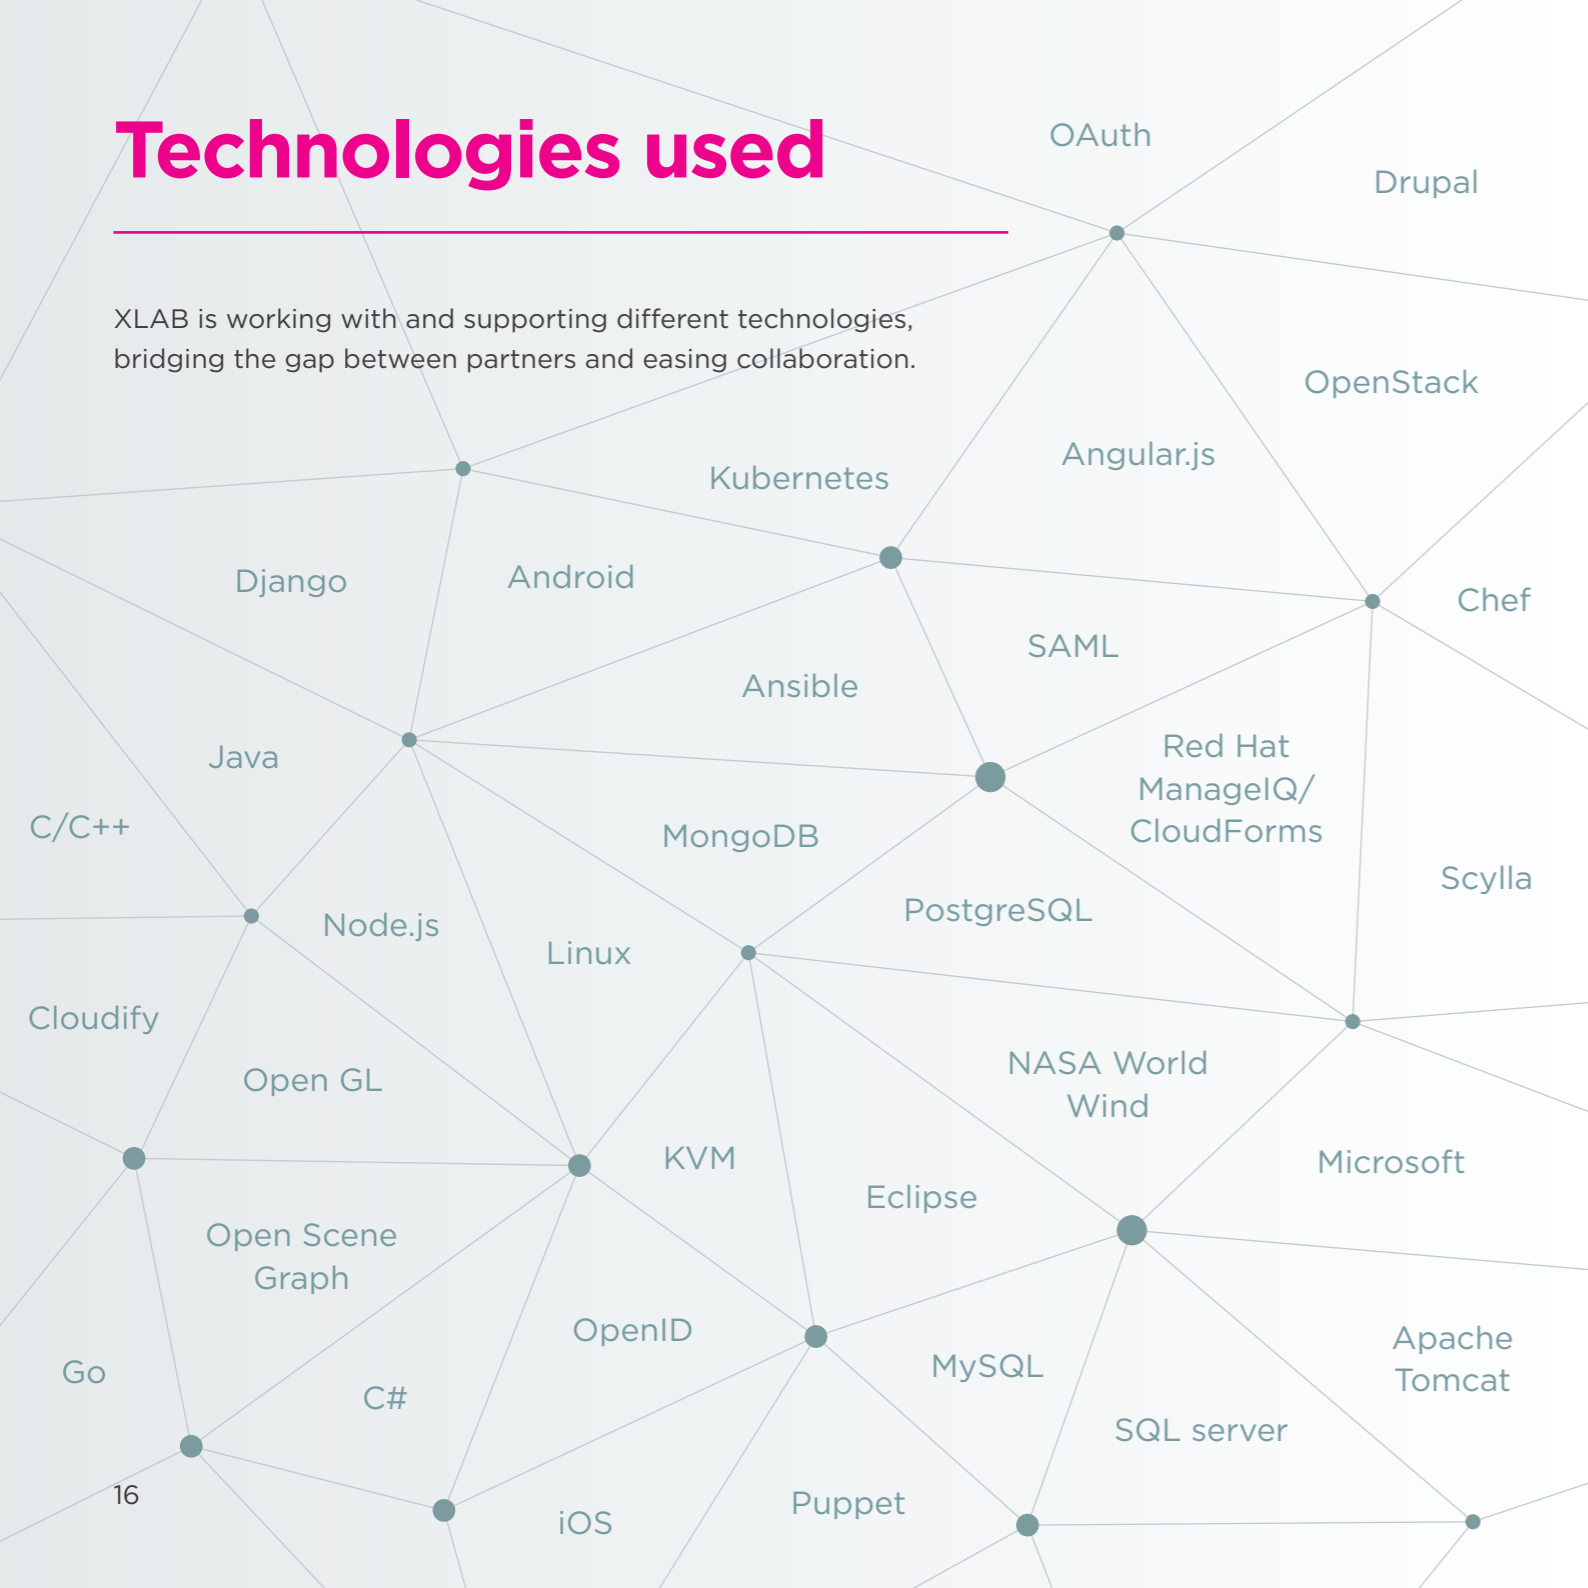 Technologies used
XLAB is working with and supporting different technologies,
bridging the gap between partners and easing collaboration.
OAuth
Drupal
OpenStack
Angular.js
Kubernetes
Django
Android
Chef
SAML
Ansible
Java
Red Hat
ManageIQ/
CloudForms
C/C++
MongoDB
Scylla
PostgreSQL
Node.js
Linux
Cloudify
Open GL
NASA World
Wind
KVM
Microsoft
Eclipse
Open Scene
Graph
OpenID
Apache
Tomcat
MySQL
Go
C#
SQL server
Puppet
iOS
16